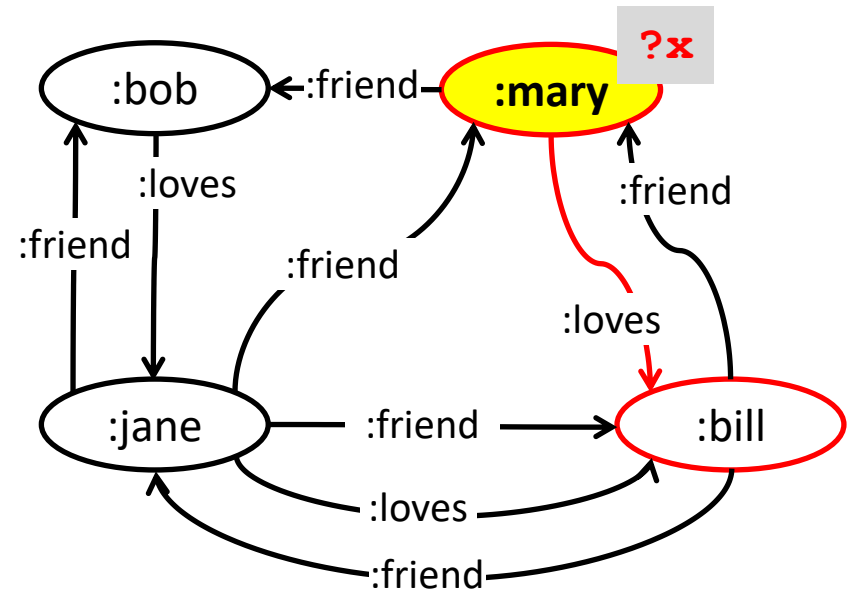 ?x
:bob
:friend
:mary
:loves
:friend
:friend
:friend
:loves
:jane
:friend
:bill
:loves
:friend